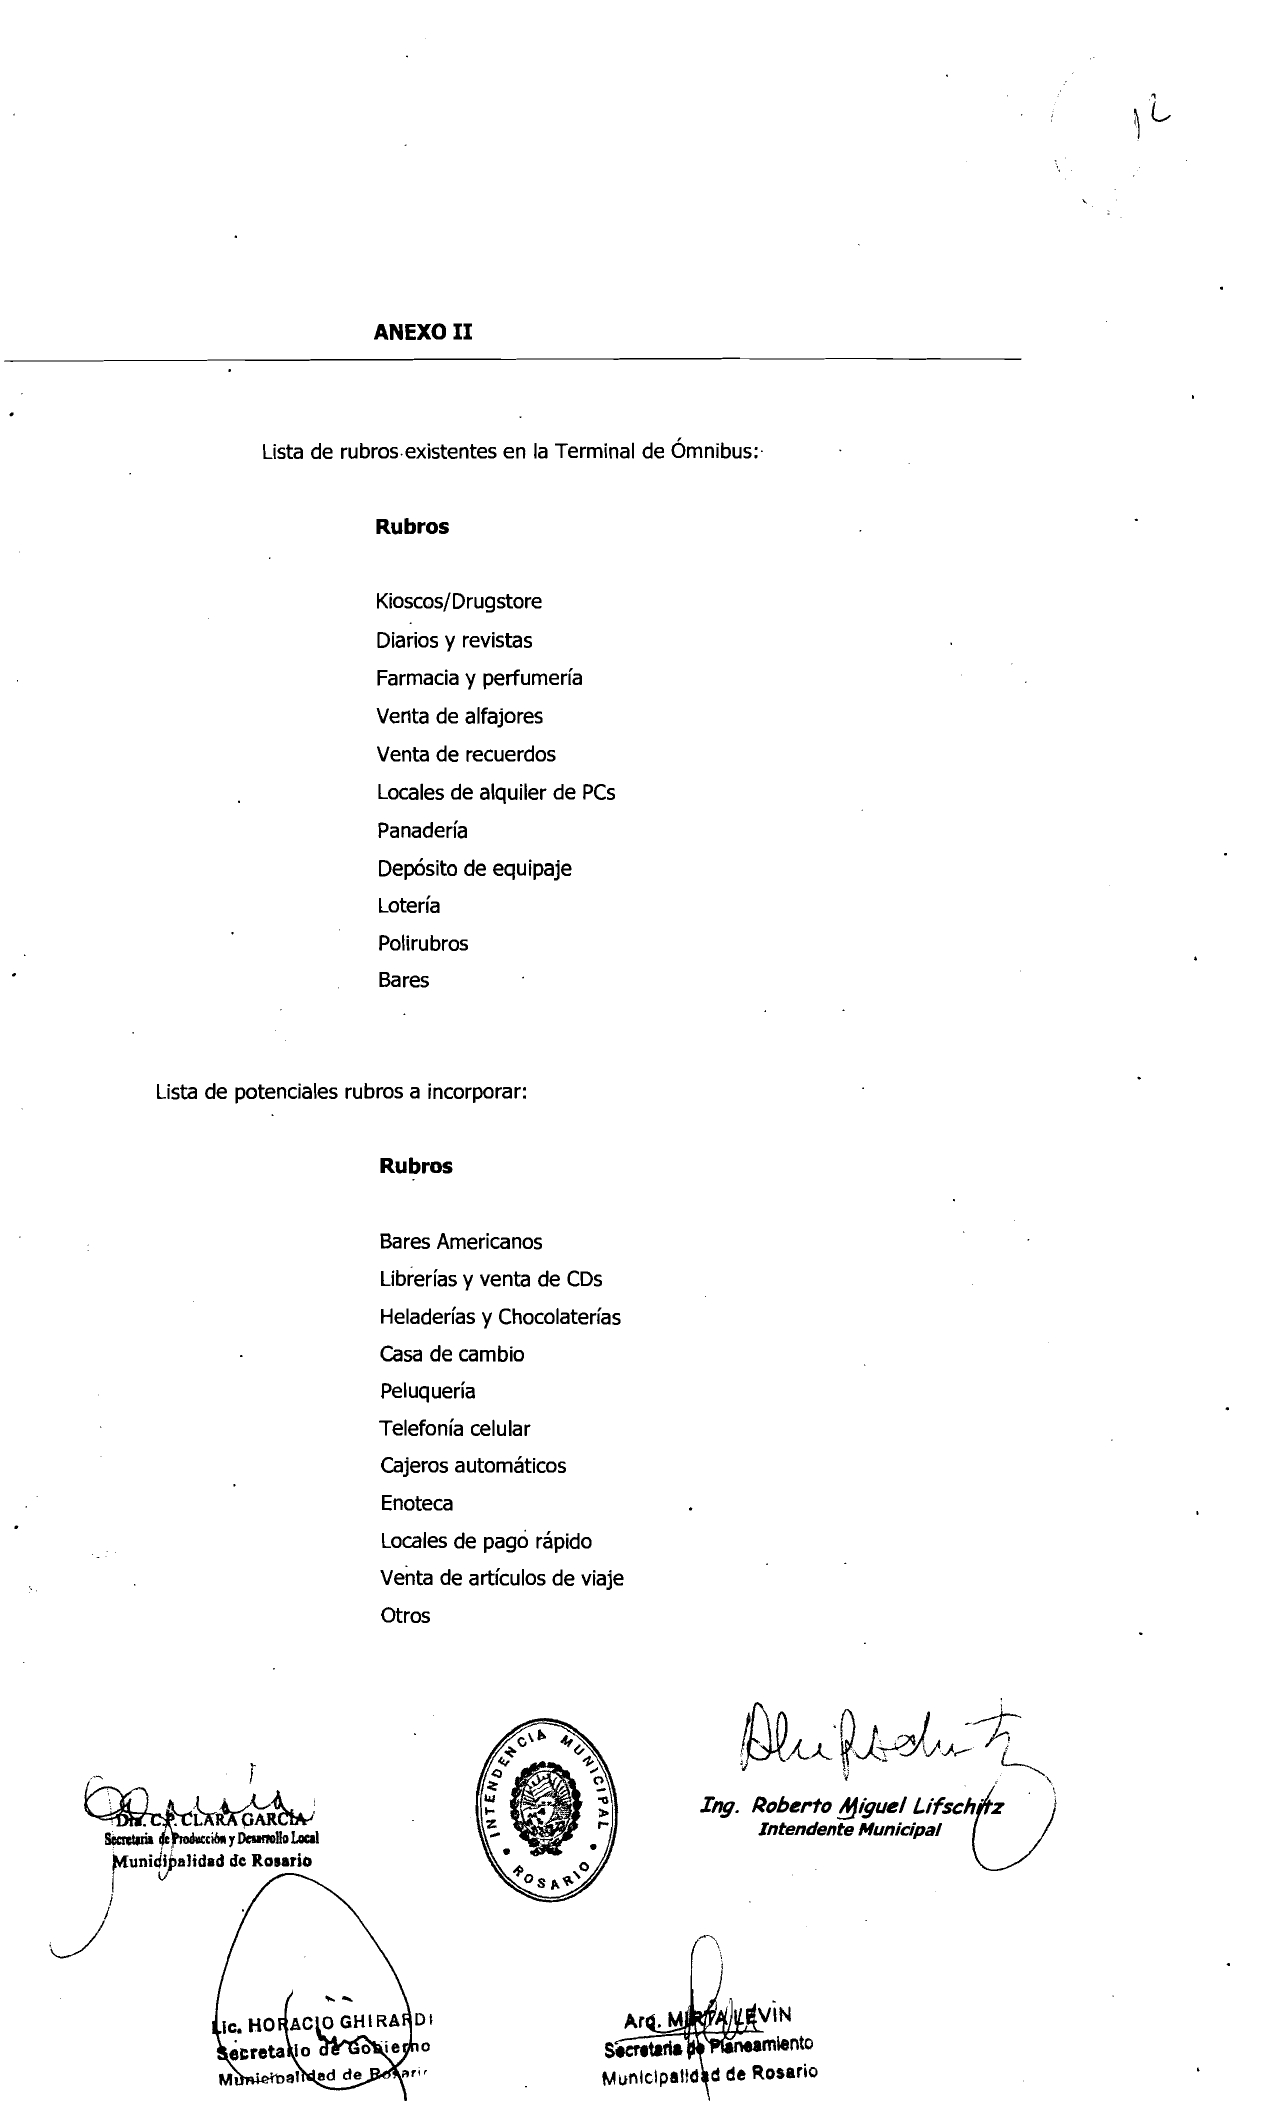 12
ANEXO II
Lista de rubros existentes en la Terminal de Ómnibus:
Rubros
Kioscos/Drugstore
Diarios y revistas
Farmacia y perfumería
Venta de alfajores
Venta de recuerdos
Locales de alquiler de PCs
Panadería
Depósito de equipaje
Lotería
Polirubros
Bares
Lista de potenciales rubros a incorporar:
Rubros
Bares Americanos
Librerías y venta de CDs
Heladerías y Chocolaterías
Casa de cambio
Peluquería
Telefonía celular
Cajeros automáticos
Enoteca
Locales de pago rápido
Venta de artículos de viaje
Otros
INTENDENCIA MUNICIPAL
ROSARIO
Ing. Roberto Miguel Lifschitz
Intendente Municipal
Dra. C.P. CLARA GARCIA
Secretaria de Producción y Desarrollo Local
Municipalidad de Rosario
Lic. HORACIO GHIRARDI
Secretario de Gobierno
Municipalidad de Rosario
Arq. MIRTA LEVIN
Secretaria de Planeamiento
Municipalidad de Rosario